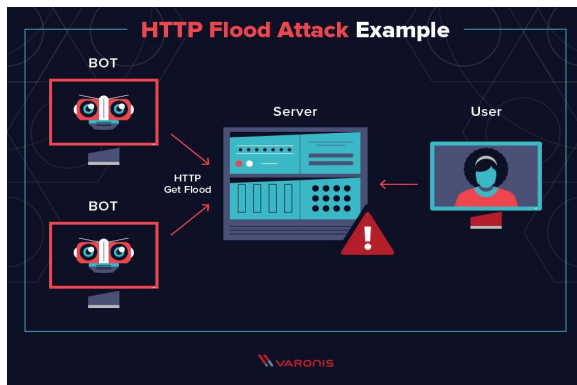 HTTP Flood Attack Example
BOT
Server
User
HTTP
Get Flood
BOT
!
VARONIS